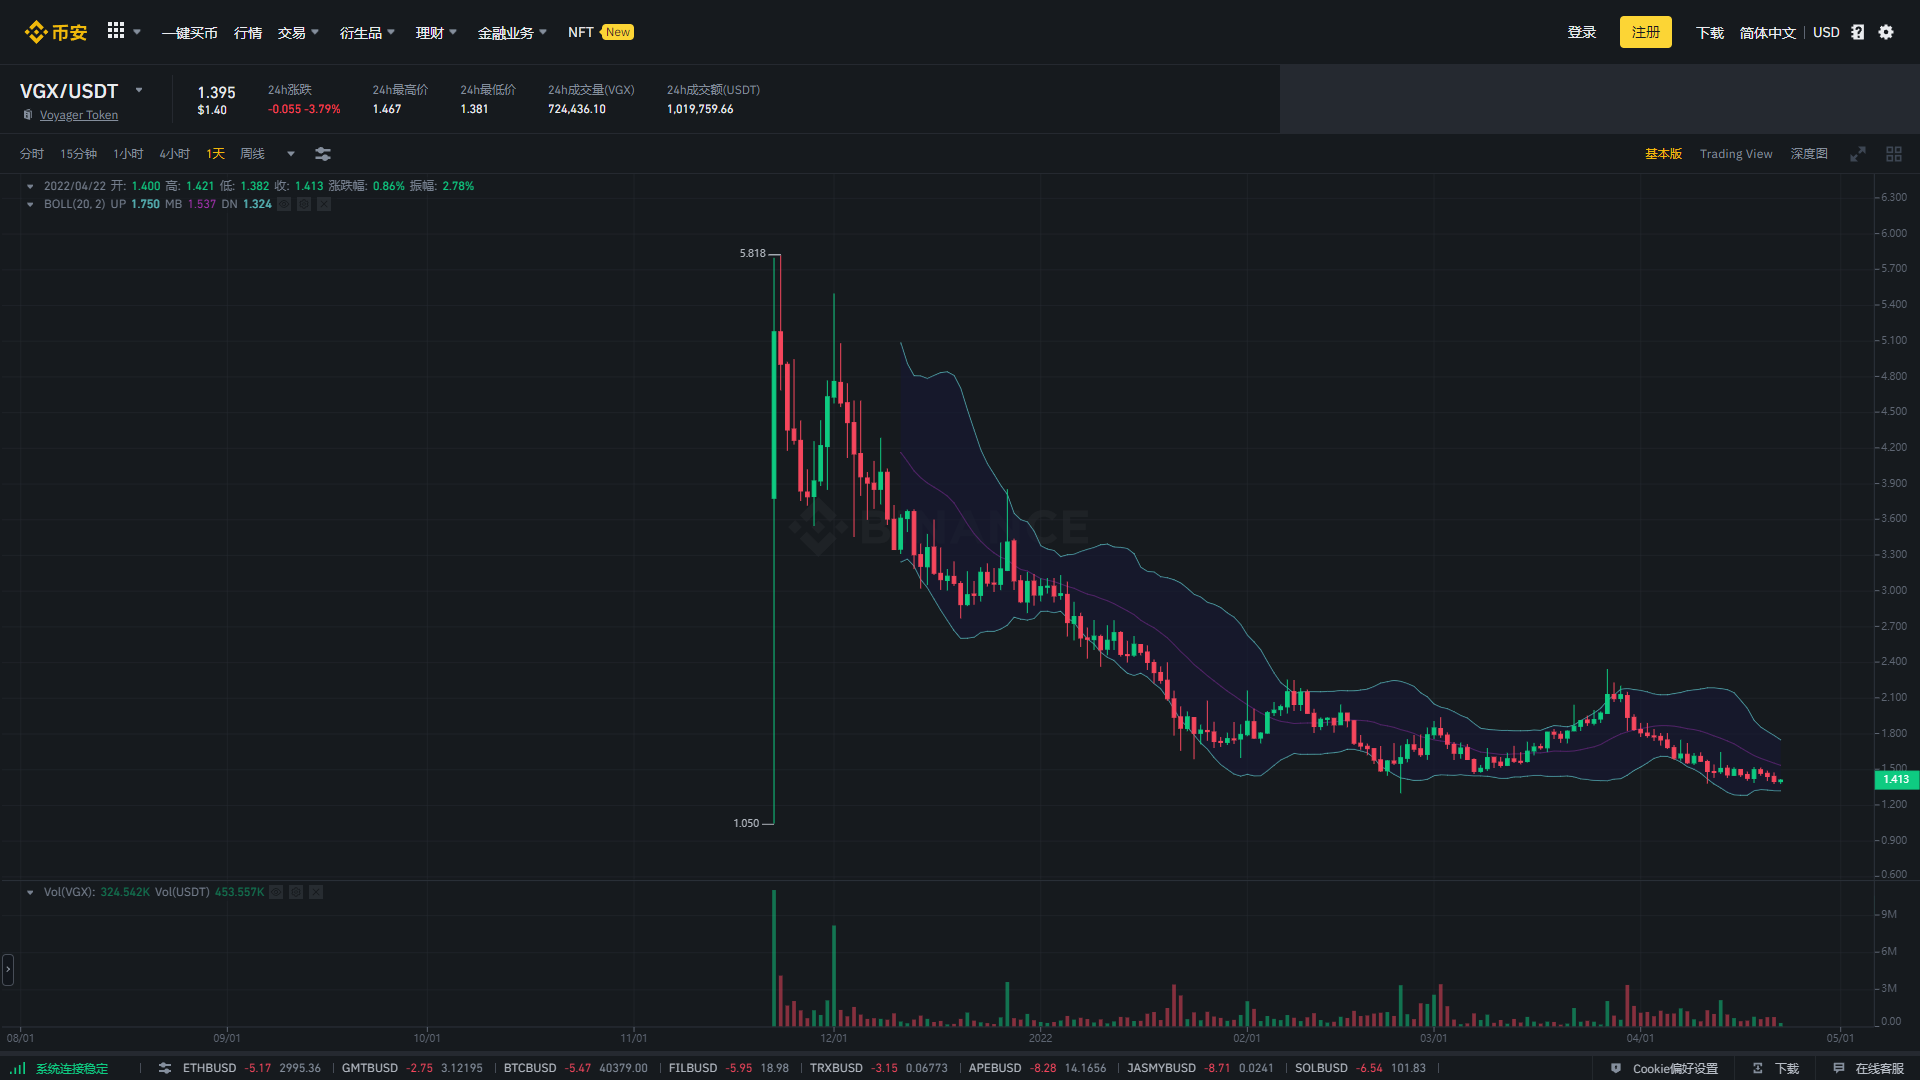 币安 一键买币 行情 交易 衍生品 理财 金融业务 NFT New 登录 注册 下载 简体中文 USD
VGX/USDT 1.395 24h涨跌 24h最高价 24h最低价 24h成交量(VGX) 24h成交额(USDT)
Voyager Token $1.40 -0.055 -3.79% 1.467 1.381 724,436.10 1,019,759.66
分时 15分钟 1小时 4小时 1天 周线 基本版 Trading View 深度图
2022/04/22 开: 1.400 高: 1.421 低: 1.382 收: 1.413 涨跌幅: 0.86% 振幅: 2.78%
BOLL(20, 2) UP 1.750 MB 1.537 DN 1.324
6.300
6.000
5.818
5.700
5.400
5.100
4.800
4.500
4.200
3.900
BINANCE
3.600
3.300
3.000
2.700
2.400
2.100
1.800
1.500
1.413
1.200
1.050
0.900
0.600
Vol(VGX): 324.542K Vol(USDT) 453.557K
9M
6M
3M
0.00
08/01 09/01 10/01 11/01 12/01 2022 02/01 03/01 04/01 05/01
系统连接稳定 ETHBUSD -5.17 2995.36 GMTBUSD -2.75 3.12195 BTCBUSD -5.47 40379.00 FILBUSD -5.95 18.98 TRXBUSD -3.15 0.06773 APEBUSD -8.28 14.1656 JASMYBUSD -8.71 0.0241 SOLBUSD -6.54 101.83 Cookie偏好设置 下载 在线客服